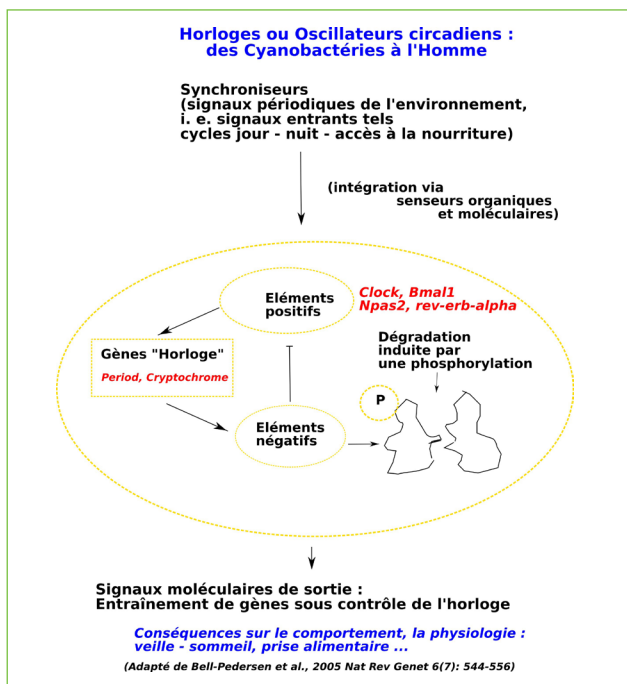 Horloges ou Oscillateurs circadiens :
des Cyanobactéries à l'Homme
Synchroniseurs
(signaux périodiques de l'environnement,
i. e. signaux entrants tels
cycles jour - nuit - accès à la nourriture)
(intégration via
senseurs organiques
et moléculaires)
Eléments
positifs
Clock, Bmal1
Npas2, rev-erb-alpha
Gènes "Horloge"
Period, Cryptochrome
Dégradation
induite par
une phosphorylation
P
Eléments
négatifs
Signaux moléculaires de sortie :
Entraînement de gènes sous contrôle de l'horloge
Conséquences sur le comportement, la physiologie :
veille - sommeil, prise alimentaire ...
(Adapté de Bell-Pedersen et al., 2005 Nat Rev Genet 6(7): 544-556)